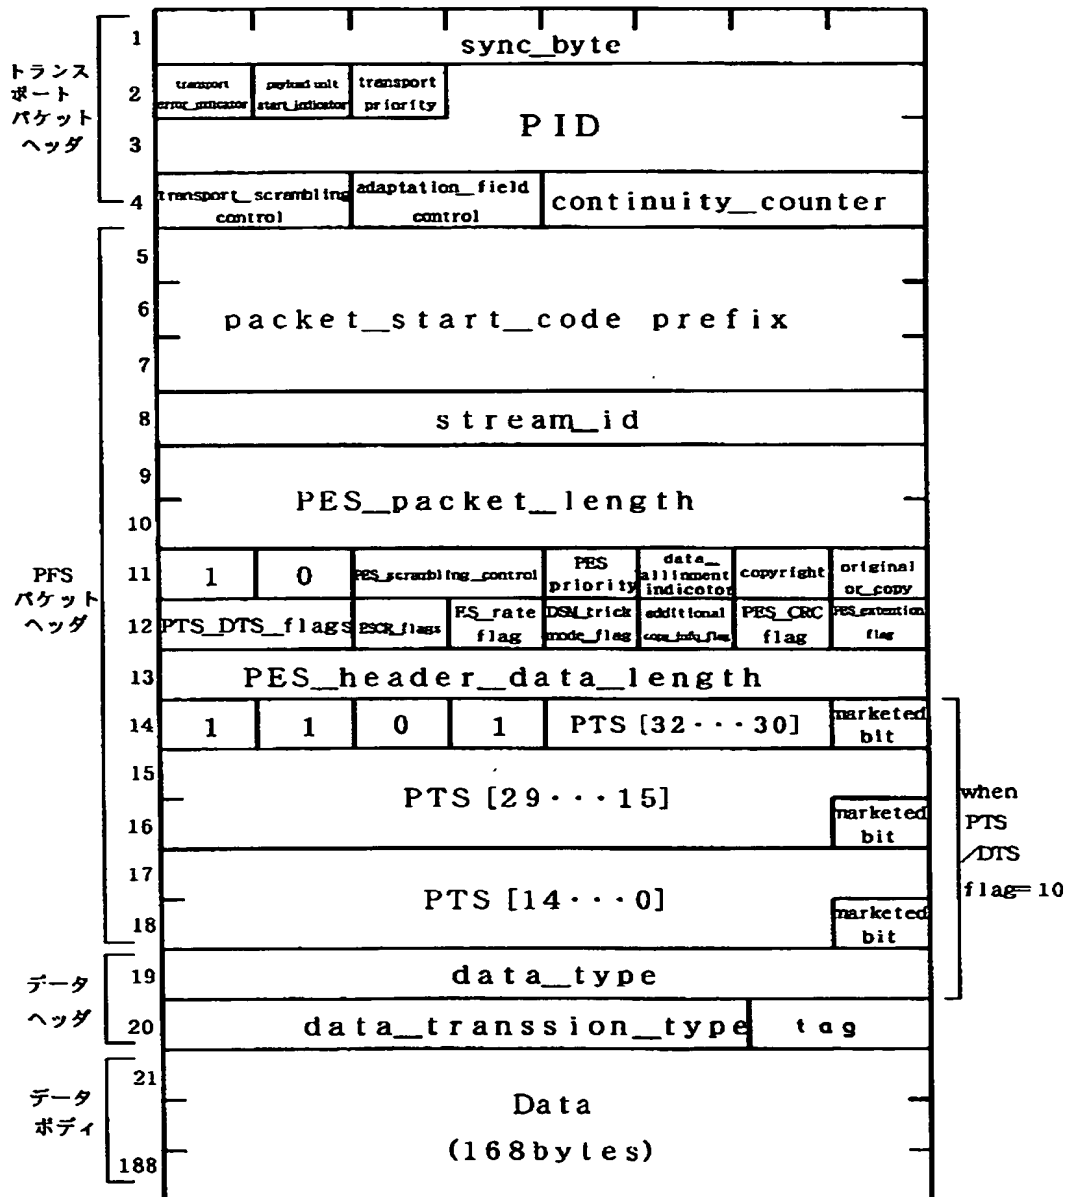 1
sync_byte
トランス
ポート
パケット
ヘッダ
2
transport
error_indicator
payload unit
start_indicator
transport
priority
PID
3
4
transport_scrambling
control
adaptation_field
control
continuity_counter
5
6
packet_start_code prefix
7
8
stream_id
9
PES_packet_length
10
PFS
パケット
ヘッダ
11
1
0
PES_scrambling_control
PES
priority
data_
allinment
indicator
copyright
original
or_copy
12
PTS_DTS_flags
ESCR_flags
ES_rate
flag
DSM_trick
mode_flag
additional
copy_info_flag
PES_CRC
flag
PES_extention
flag
13
PES_header_data_length
14
1
1
0
1
PTS [32・・・30]
marketed
bit
15
PTS [29・・・15]
16
marketed
bit
when
PTS
/DTS
flag=10
17
PTS [14・・・0]
18
marketed
bit
データ
ヘッダ
19
data_type
20
data_transsion_type
tag
データ
ボディ
21
Data
(168bytes)
188